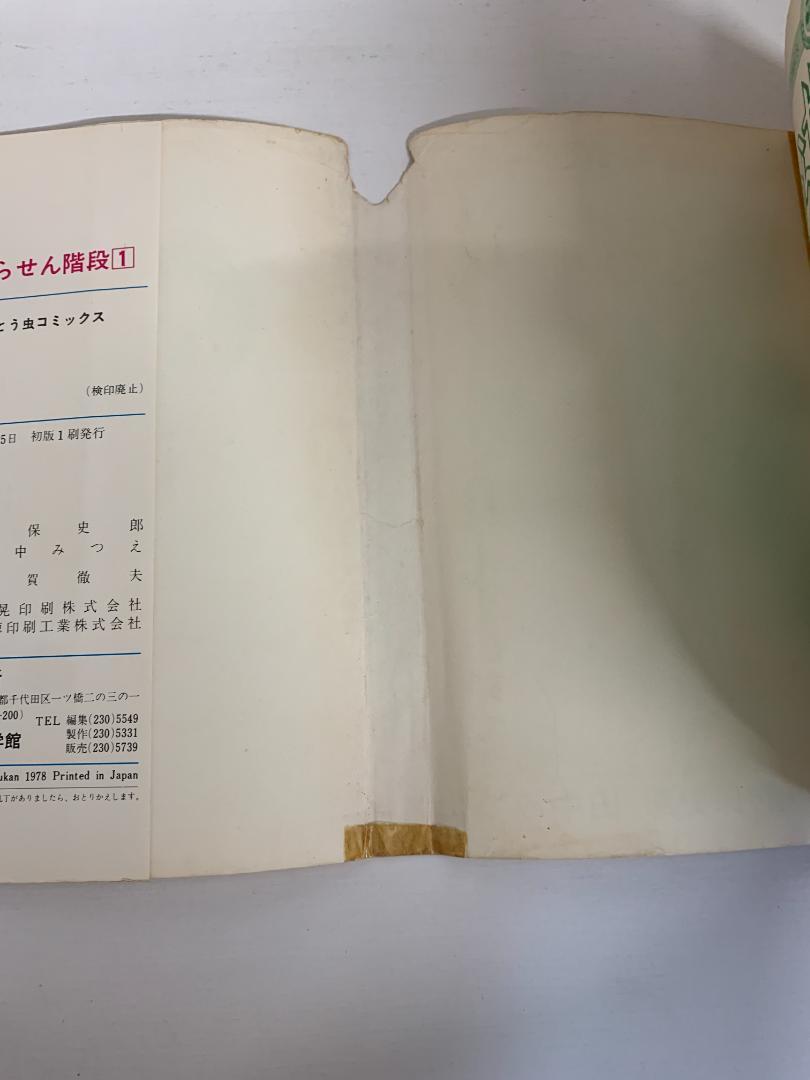 らせん階段1
とう虫コミックス
(検印廃止)
5日 初版1刷発行
保史郎
中みつえ
賀徹夫
晃印刷株式会社
印刷工業株式会社
都千代田区一ツ橋二の三の一
-200)
TEL 編集(230)5549
製作(230)5331
学館
販売(230)5739
ukan 1978 Printed in Japan
丁がありましたら、おとりかえします。